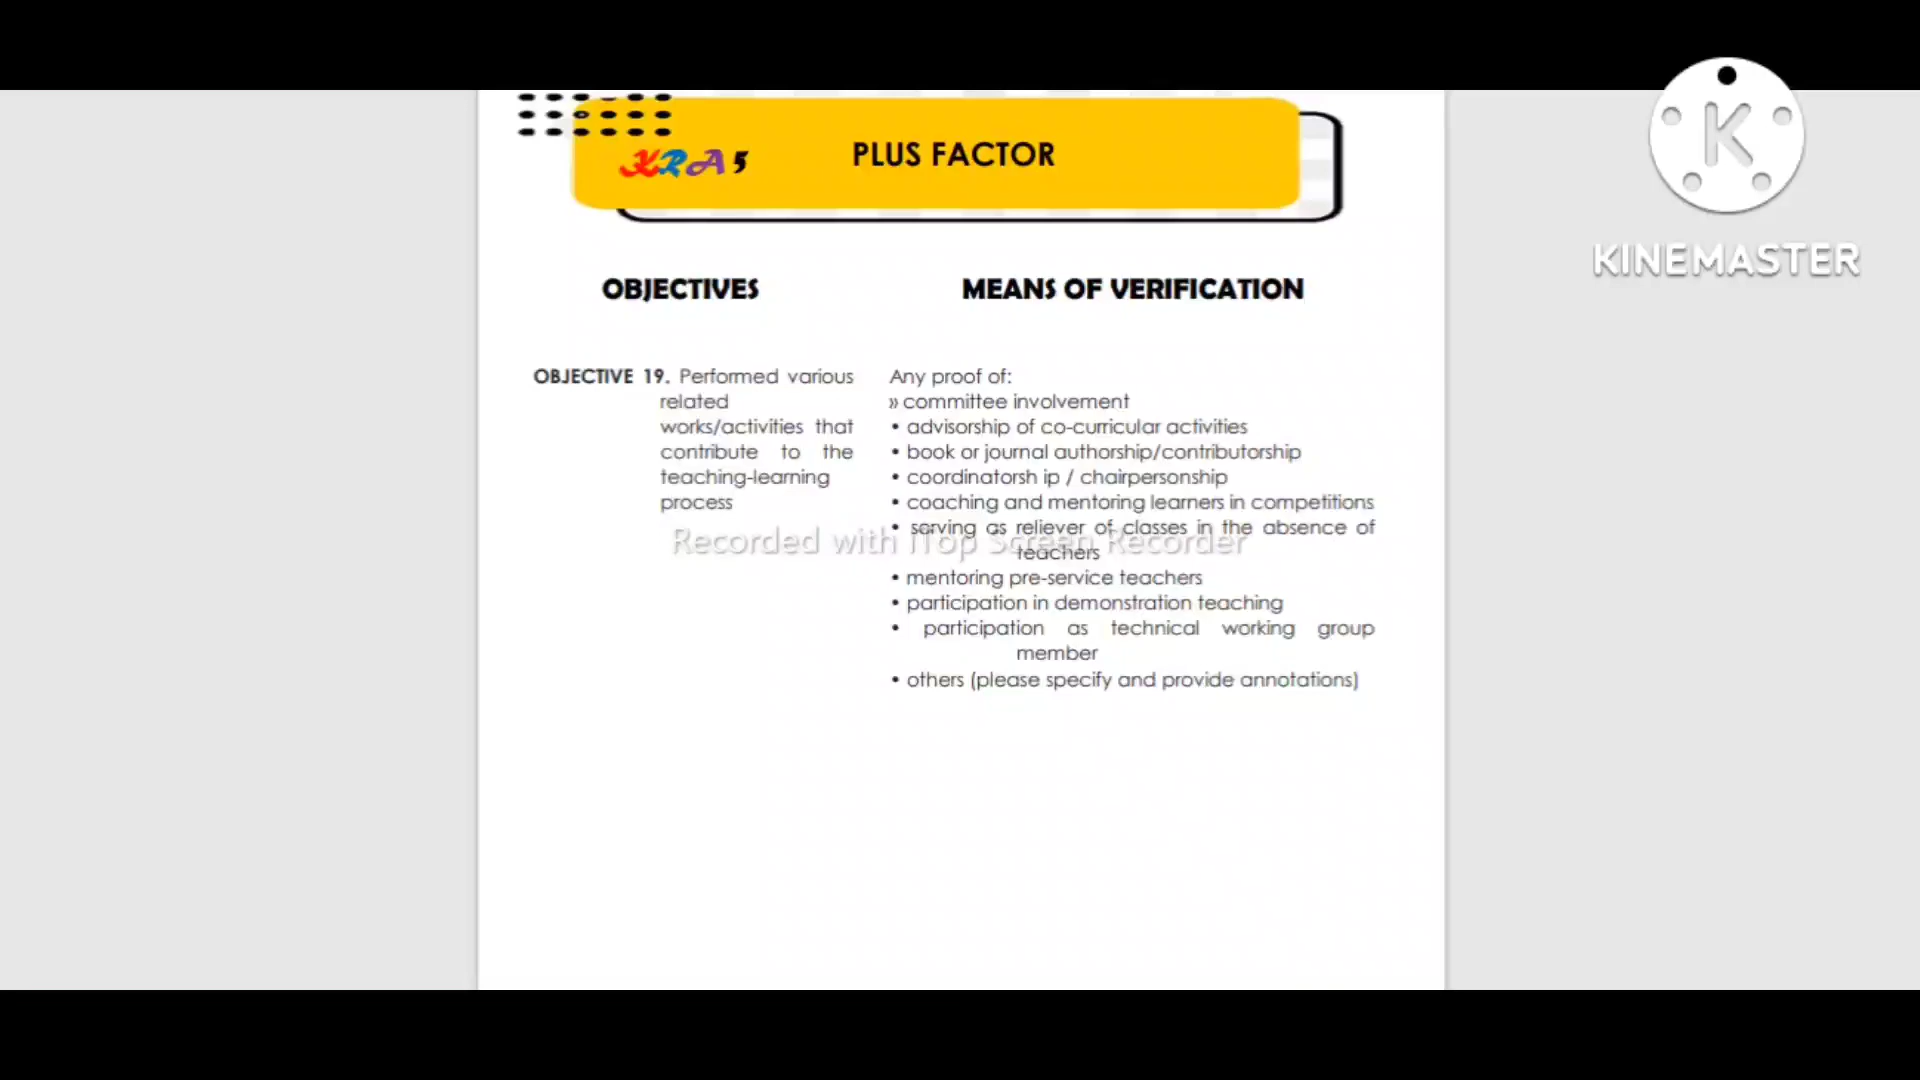 KRA 5
PLUS FACTOR
K
KINEMASTER
OBJECTIVES
MEANS OF VERIFICATION
OBJECTIVE 19. Performed various
related
works/activities that
contribute to the
teaching-learning
process
Any proof of:
» committee involvement
• advisorship of co-curricular activities
• book or journal authorship/contributorship
• coordinatorsh ip / chairpersonship
• coaching and mentoring learners in competitions
• serving as reliever of classes in the absence of
teachers
• mentoring pre-service teachers
• participation in demonstration teaching
• participation as technical working group
member
• others (please specify and provide annotations)
Recorded with iTop Screen Recorder